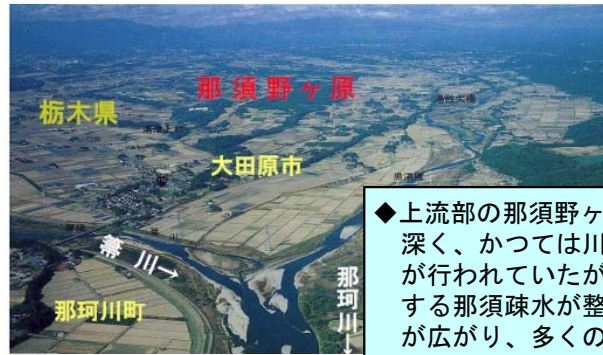 那須野ヶ原
栃木県
大田原市
箒川→
那珂川町
那珂川→
◆上流部の那須野ヶ
深く、かつては川
が行われていたが
する那須疎水が整
が広がり、多くの